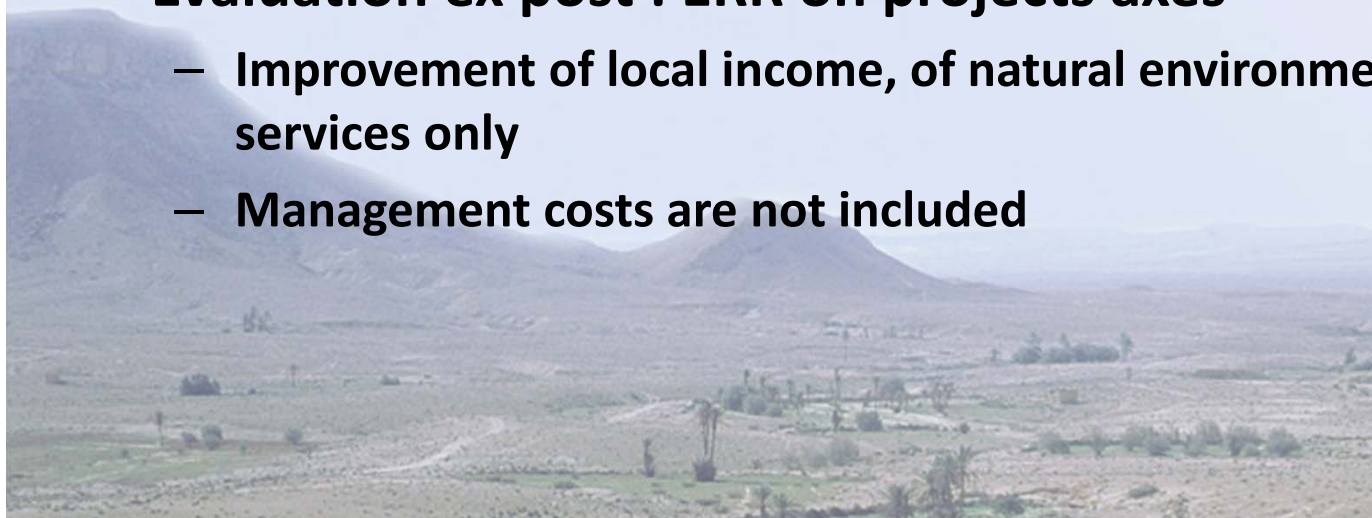 Evaluation ex post : ERR on projects axes
– Improvement of local income, of natural
services only
– Management costs are not included